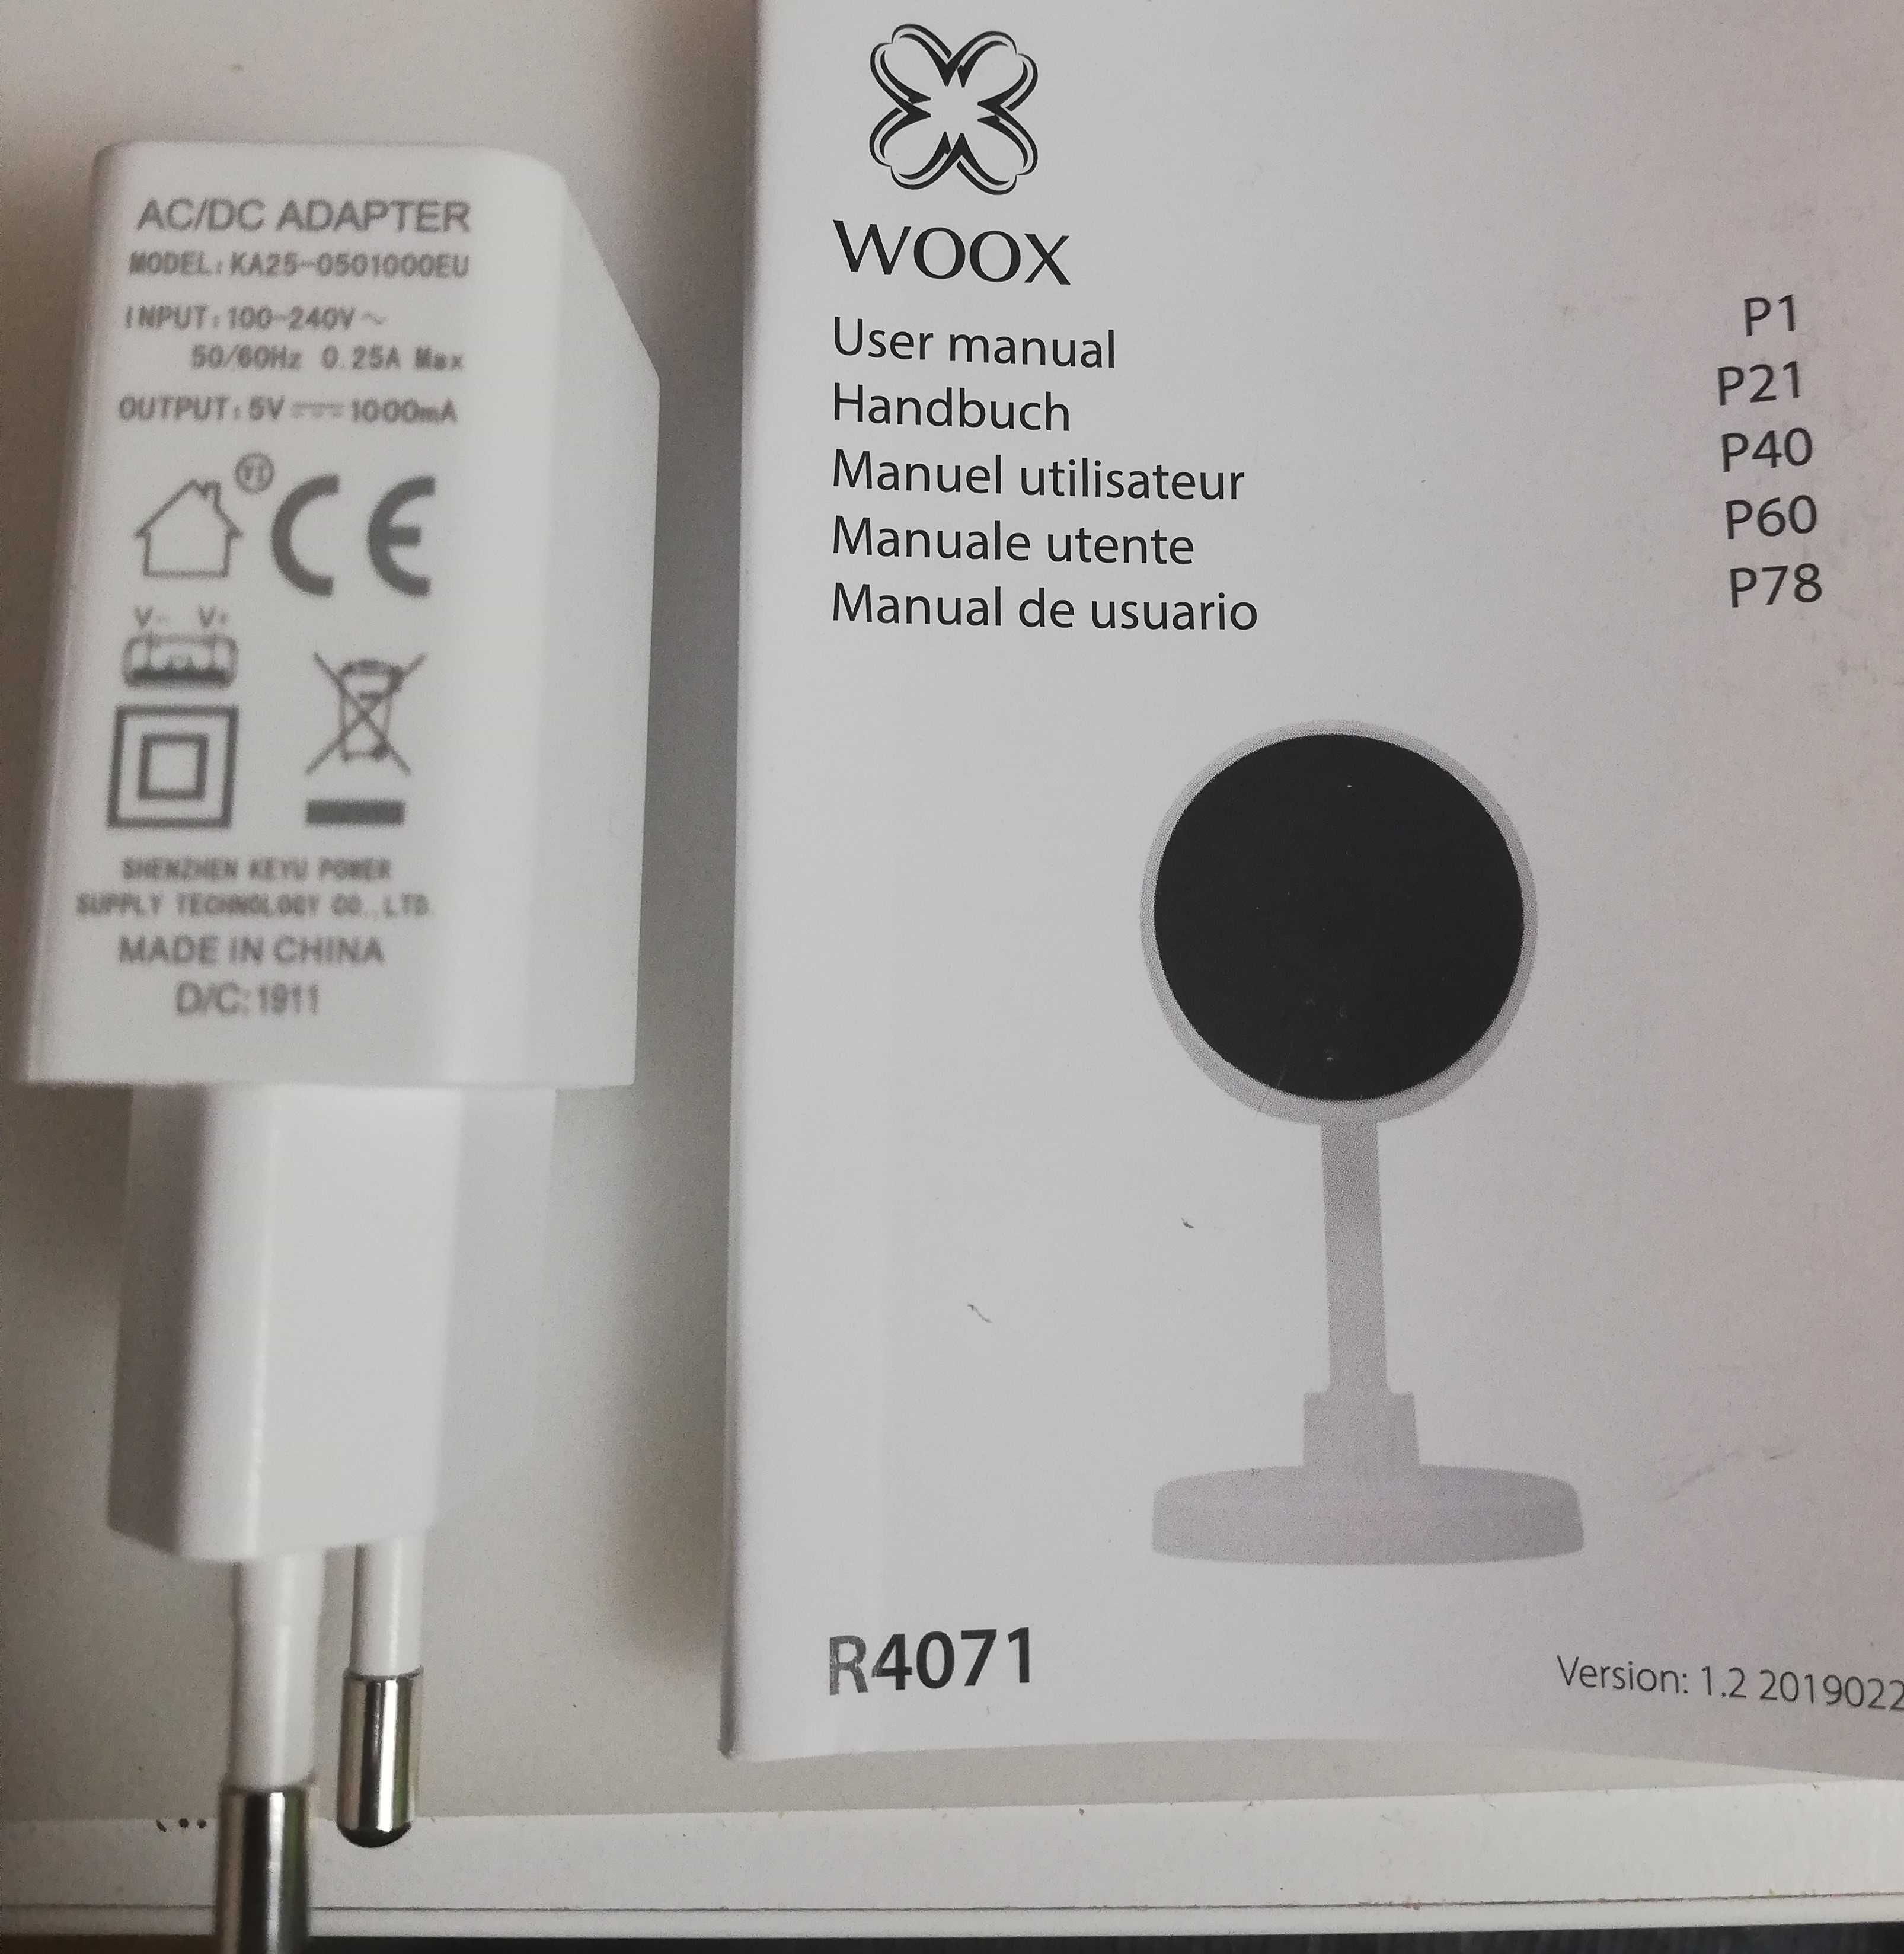 AC/DC ADAPTER
MODEL: KA25-0501000EU
INPUT: 100-240V~
50/60Hz 0.25A Max
OUTPUT: 5V⎓1000mA
VI
CE
V- V+
SHENZHEN KEYU POWER
SUPPLY TECHNOLOGY CO., LTD.
MADE IN CHINA
D/C: 1911
WOOX
User manual P1
Handbuch P21
Manuel utilisateur P40
Manuale utente P60
Manual de usuario P78
R4071
Version: 1.2 2019022